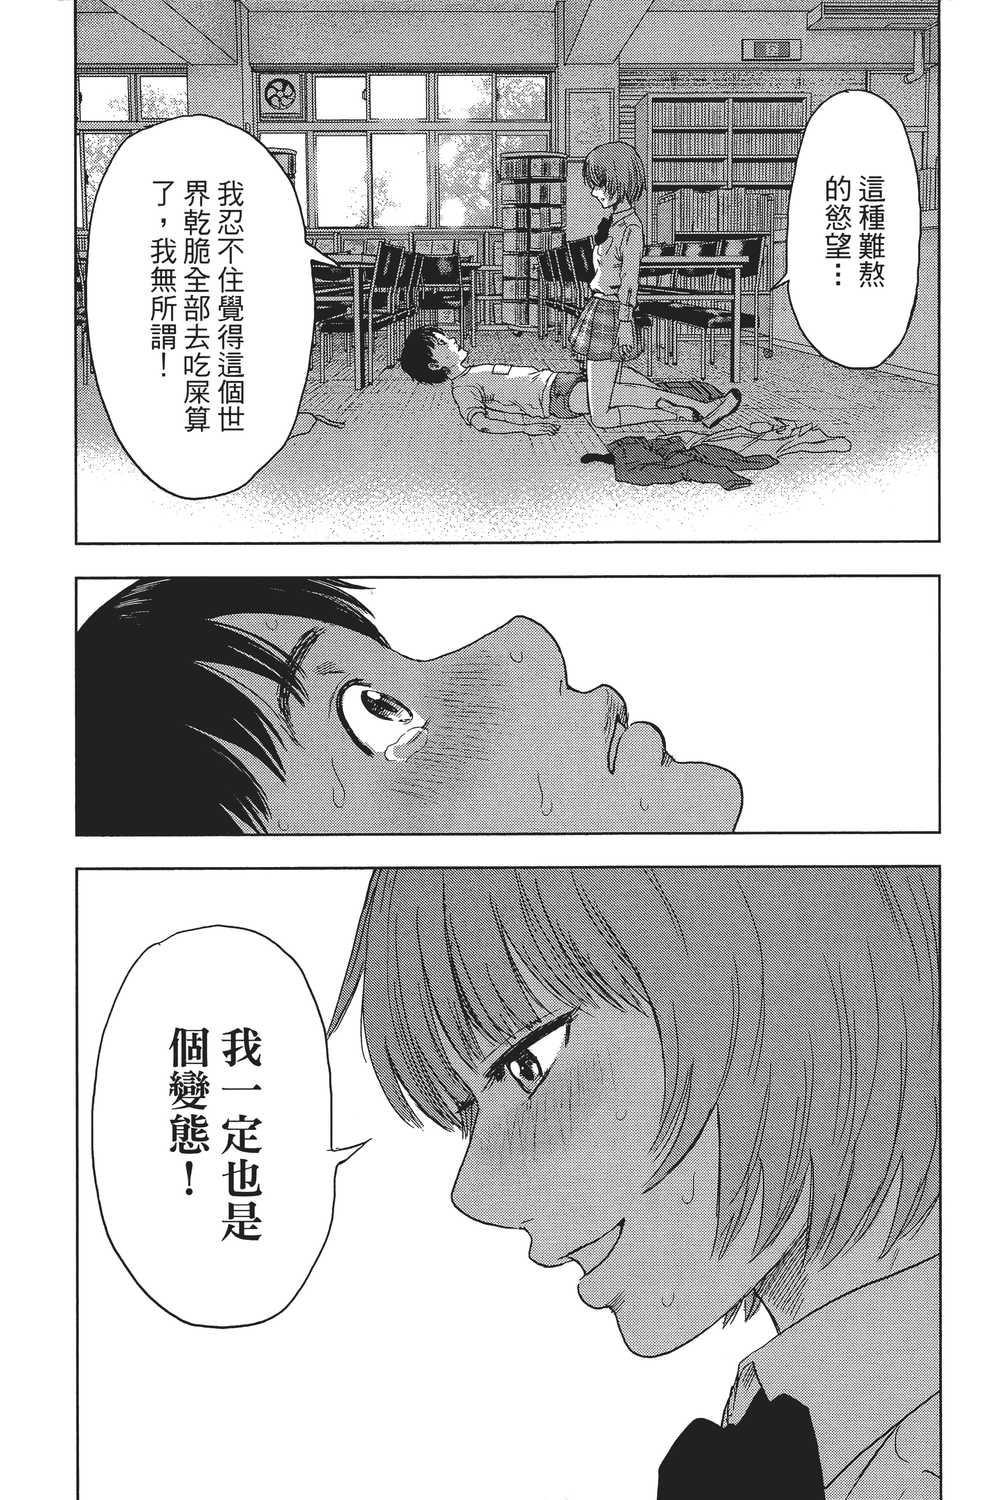 這種難熬
的慾望…
我忍不住覺得這個世
界乾脆全部去吃屎算
了，我無所謂！
我一定也是
個變態！